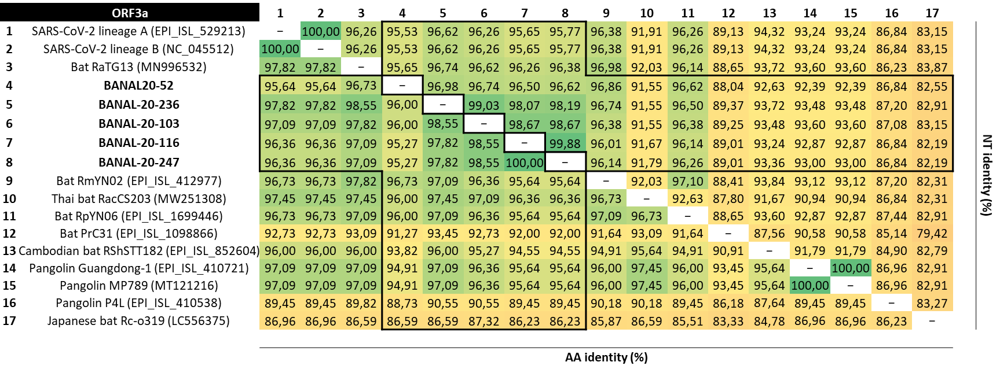 ORF3a 1 2 3 4 5 6 7 8 9 10 11 12 13 14 15 16 17
1 SARS-CoV-2 lineage A (EPI_ISL_529213) – 100,00 96,26 95,53 96,62 96,26 95,65 95,77 96,38 91,91 96,26 89,13 94,32 93,24 93,24 86,84 83,15
2 SARS-CoV-2 lineage B (NC_045512) 100,00 – 96,26 95,53 96,62 96,26 95,65 95,77 96,38 91,91 96,26 89,13 94,32 93,24 93,24 86,84 83,15
3 Bat RaTG13 (MN996532) 97,82 97,82 – 95,65 96,74 96,62 96,26 96,38 96,98 92,03 96,14 88,65 93,72 93,60 93,60 86,23 83,87
4 BANAL20-52 95,64 95,64 96,73 – 96,98 96,74 96,50 96,62 96,86 91,55 96,62 88,04 92,63 92,39 92,39 86,84 82,55
5 BANAL-20-236 97,82 97,82 98,55 96,00 – 99,03 98,07 98,19 96,74 91,55 96,50 89,37 93,72 93,48 93,48 87,20 82,91
6 BANAL-20-103 97,09 97,09 97,82 96,00 98,55 – 98,67 98,67 96,38 91,55 96,38 89,25 93,48 93,60 93,60 87,08 83,15
7 BANAL-20-116 96,36 96,36 97,09 95,27 97,82 98,55 – 99,88 96,01 91,67 96,14 89,01 93,24 92,87 92,87 86,84 82,19
8 BANAL-20-247 96,36 96,36 97,09 95,27 97,82 98,55 100,00 – 96,14 91,79 96,26 89,01 93,36 93,00 93,00 86,84 82,19
9 Bat RmYN02 (EPI_ISL_412977) 96,73 96,73 97,82 96,73 97,09 96,36 95,64 95,64 – 92,03 97,10 88,41 93,84 93,12 93,12 87,20 82,31
10 Thai bat RacCS203 (MW251308) 97,45 97,45 97,45 96,00 97,45 97,09 96,36 96,36 96,73 – 92,63 87,80 91,67 90,94 90,94 86,84 82,31
11 Bat RpYN06 (EPI_ISL_1699446) 96,73 96,73 97,09 96,00 97,09 96,36 95,64 95,64 97,09 96,73 – 88,65 93,60 92,87 92,87 87,44 82,91
12 Bat PrC31 (EPI_ISL_1098866) 92,73 92,73 93,09 91,27 93,45 92,73 92,00 92,00 91,64 93,09 91,64 – 87,56 90,58 90,58 85,14 79,42
13 Cambodian bat RShSTT182 (EPI_ISL_852604) 96,00 96,00 96,00 93,82 96,00 95,27 94,55 94,55 94,91 95,64 94,91 90,91 – 91,79 91,79 84,90 82,79
14 Pangolin Guangdong-1 (EPI_ISL_410721) 97,09 97,09 97,09 94,91 97,09 96,36 95,64 95,64 96,00 97,45 96,00 93,45 95,64 – 100,00 86,96 82,91
15 Pangolin MP789 (MT121216) 97,09 97,09 97,09 94,91 97,09 96,36 95,64 95,64 96,00 97,45 96,00 93,45 95,64 100,00 – 86,96 82,91
16 Pangolin P4L (EPI_ISL_410538) 89,45 89,45 89,82 88,73 90,55 90,55 89,45 89,45 90,18 90,18 89,45 86,18 87,64 89,45 89,45 – 83,27
17 Japanese bat Rc-o319 (LC556375) 86,96 86,96 86,59 86,59 86,59 87,32 86,23 86,23 85,87 86,59 85,51 83,33 84,78 86,96 86,96 86,23 –
NT identity (%)
AA identity (%)